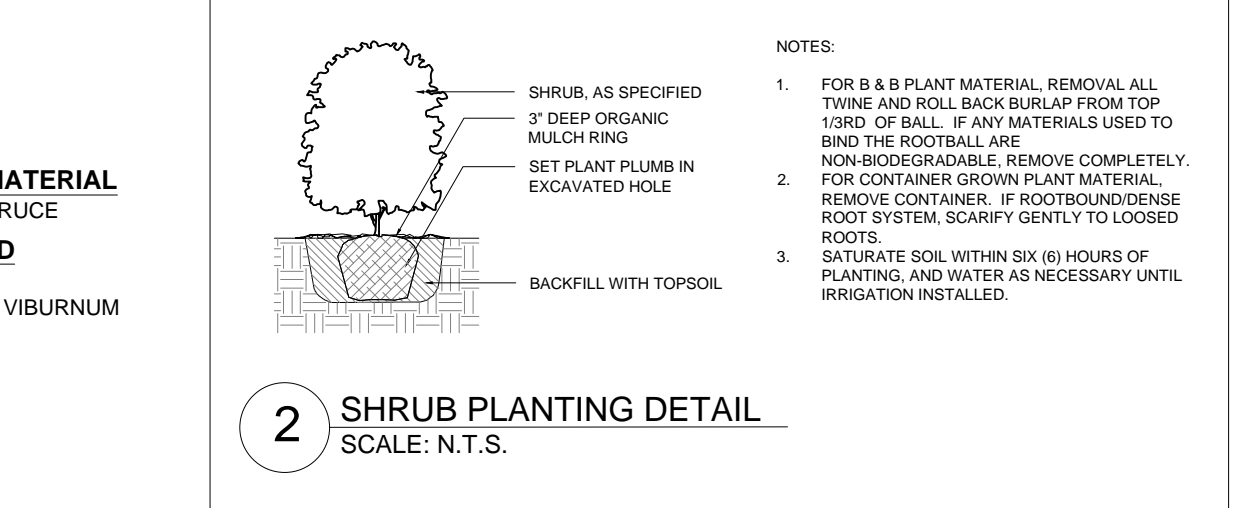 MATERIAL
RUCE
D
VIBURNUM
SHRUB, AS SPECIFIED
3" DEEP ORGANIC
MULCH RING
SET PLANT PLUMB IN
EXCAVATED HOLE
BACKFILL WITH TOPSOIL
NOTES:
1. FOR B & B PLANT MATERIAL, REMOVAL ALL
TWINE AND ROLL BACK BURLAP FROM TOP
1/3RD OF BALL. IF ANY MATERIALS USED TO
BIND THE ROOTBALL ARE
NON-BIODEGRADABLE, REMOVE COMPLETELY.
2. FOR CONTAINER GROWN PLANT MATERIAL,
REMOVE CONTAINER. IF ROOTBOUND/DENSE
ROOT SYSTEM, SCARIFY GENTLY TO LOOSED
ROOTS.
3. SATURATE SOIL WITHIN SIX (6) HOURS OF
PLANTING, AND WATER AS NECESSARY UNTIL
IRRIGATION INSTALLED.
2 SHRUB PLANTING DETAIL
SCALE: N.T.S.